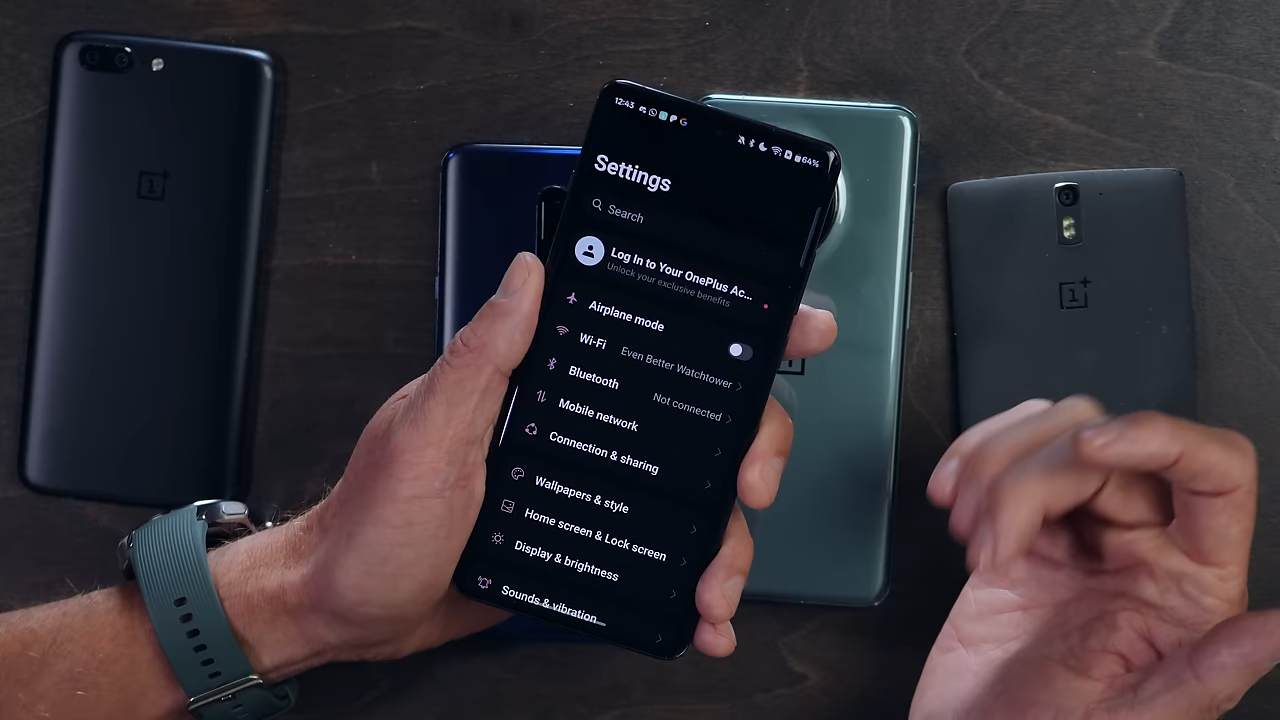 12:43
64%
Settings
Search
Log In to Your OnePlus Ac...
Unlock your exclusive benefits
Airplane mode
Wi-Fi Even Better Watchtower
Bluetooth Not connected
Mobile network
Connection & sharing
Wallpapers & style
Home screen & Lock screen
Display & brightness
Sounds & vibration